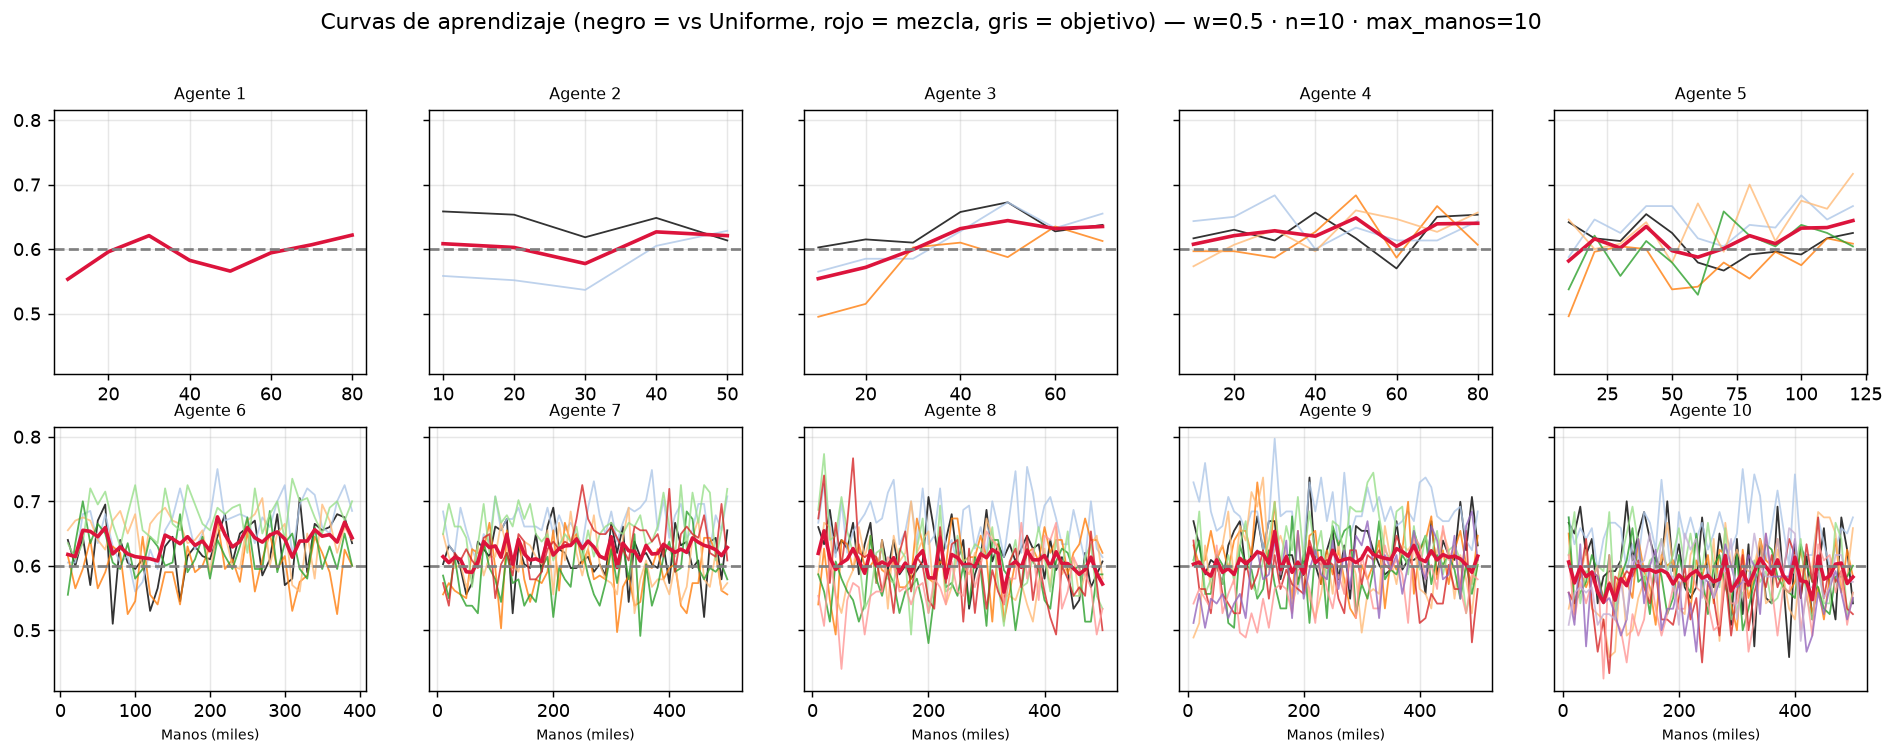 Curvas de aprendizaje (negro = vs Uniforme, rojo = mezcla, gris = objetivo) — w=0.5 · n=10 · max_manos=10
Agente 1
Agente 2
Agente 3
Agente 4
Agente 5
0.8
0.7
0.6
0.5
20 40 60 80
10 20 30 40 50
20 40 60
20 40 60 80
25 50 75 100 125
Agente 6
Agente 7
Agente 8
Agente 9
Agente 10
0.8
0.7
0.6
0.5
0 100 200 300 400
0 200 400
0 200 400
0 200 400
0 200 400
Manos (miles)
Manos (miles)
Manos (miles)
Manos (miles)
Manos (miles)